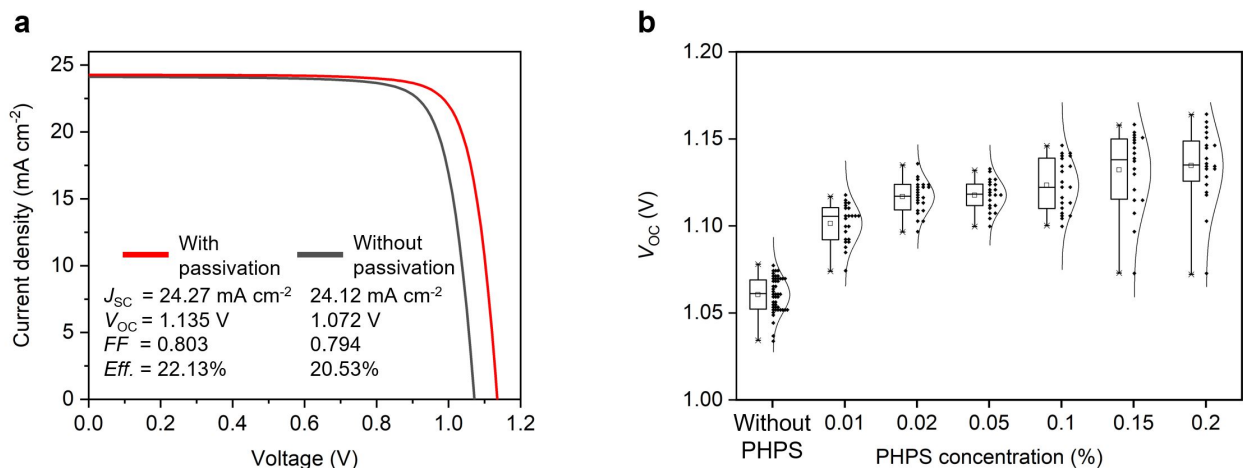 a
Current density (mA cm⁻²)
25
20
15
10
5
0
0.0 0.2 0.4 0.6 0.8 1.0 1.2
Voltage (V)
With passivation
Without passivation
J_SC = 24.27 mA cm⁻² 24.12 mA cm⁻²
V_OC = 1.135 V 1.072 V
FF = 0.803 0.794
Eff. = 22.13% 20.53%
b
V_OC (V)
1.20
1.15
1.10
1.05
1.00
Without PHPS 0.01 0.02 0.05 0.1 0.15 0.2
PHPS concentration (%)